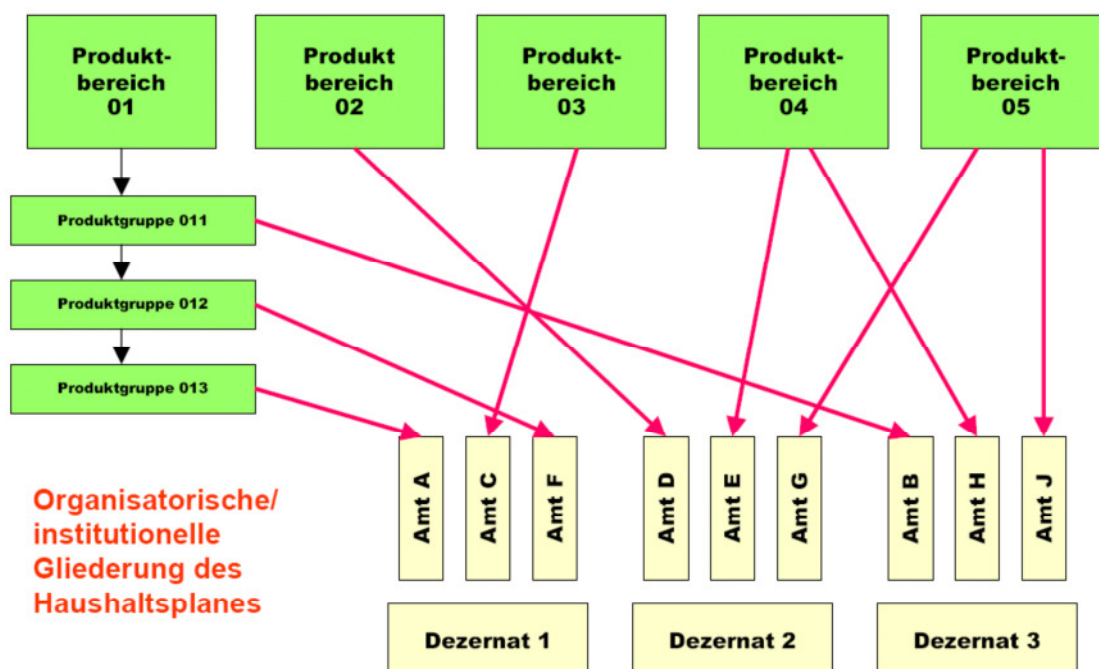 Produkt-
bereich
01
Produkt
bereich
02
Produkt-
bereich
03
Produkt-
bereich
04
Produkt-
bereich
05
Produktgruppe 011
Produktgruppe 012
Produktgruppe 013
Organisatorische/
institutionelle
Gliederung des
Haushaltsplanes
Amt A
Amt C
Amt F
Amt D
Amt E
Amt G
Amt B
Amt H
Amt J
Dezernat 1
Dezernat 2
Dezernat 3